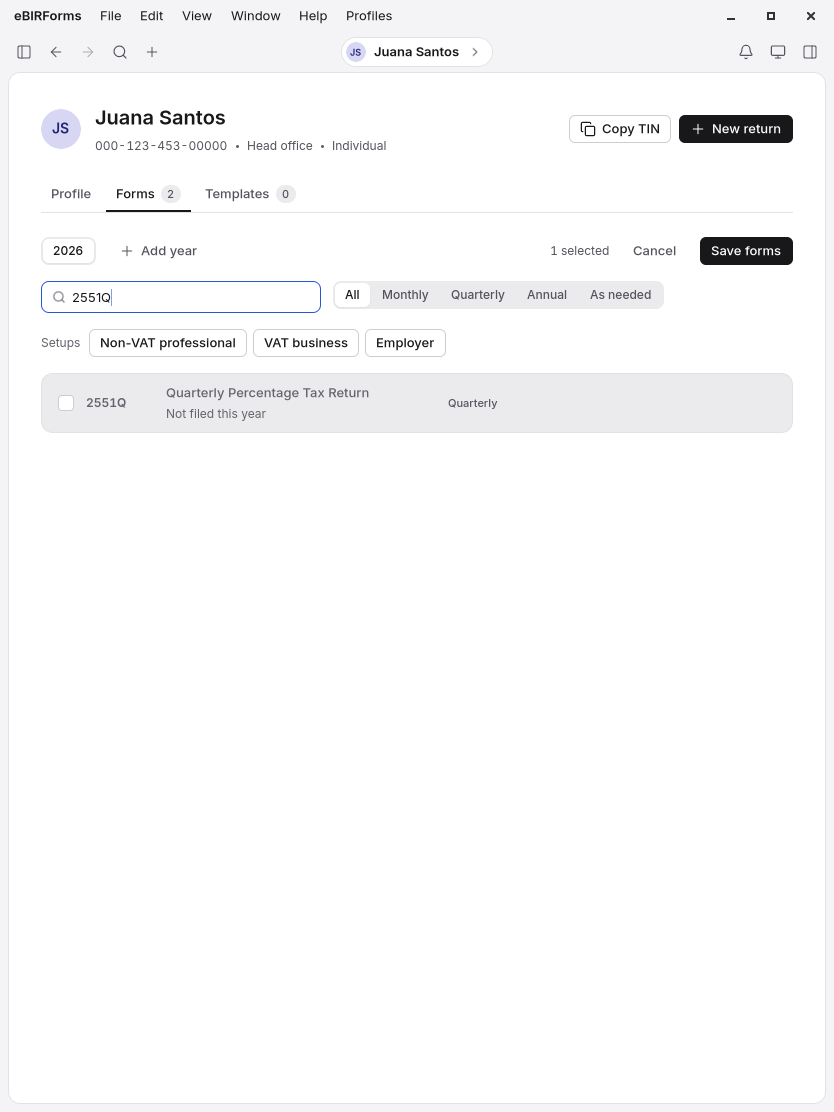 eBIRForms File Edit View Window Help Profiles
JS Juana Santos
JS
Juana Santos
000-123-453-00000 • Head office • Individual
Copy TIN
New return
Profile Forms 2 Templates 0
2026 Add year 1 selected Cancel Save forms
2551Q All Monthly Quarterly Annual As needed
Setups Non-VAT professional VAT business Employer
2551Q Quarterly Percentage Tax Return Quarterly
Not filed this year